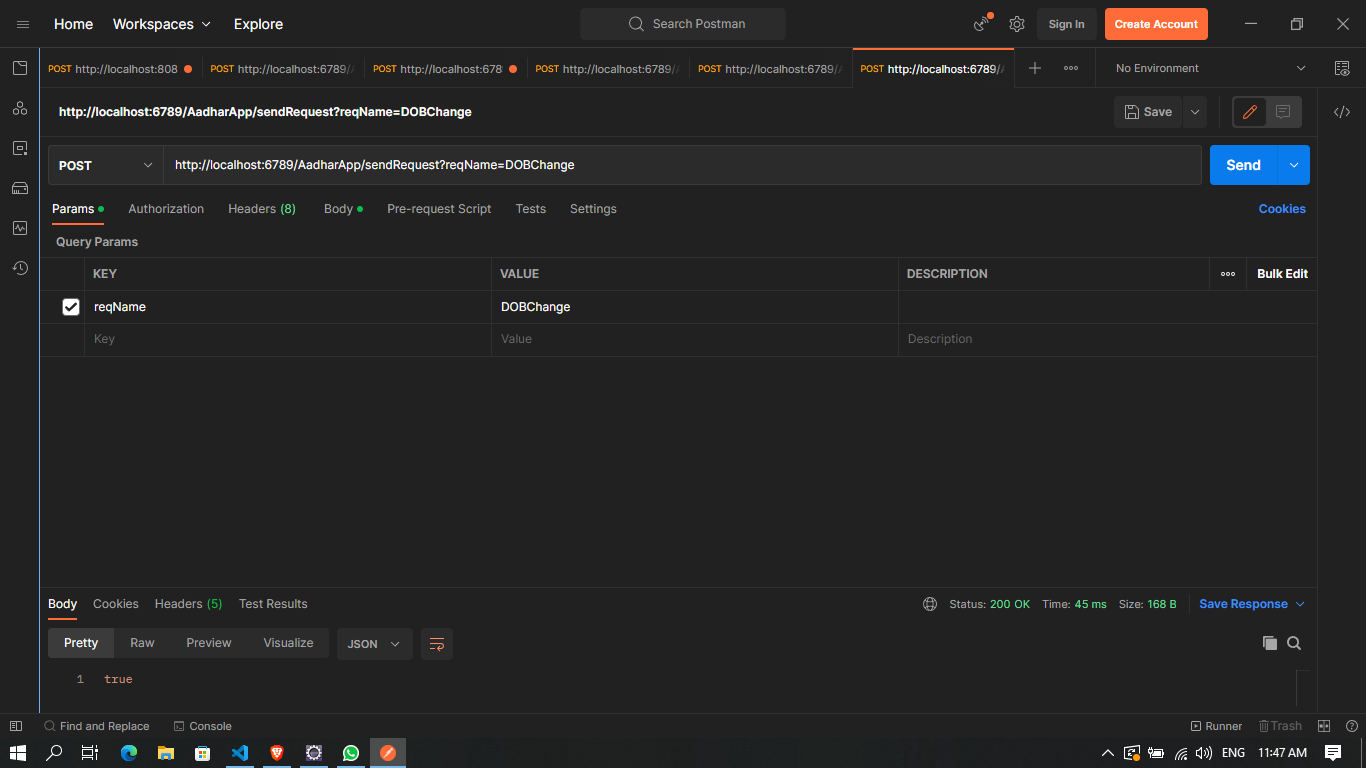 Home Workspaces Explore Search Postman Sign In Create Account
POST http://localhost:808 POST http://localhost:6789/ POST http://localhost:678 POST http://localhost:6789/ POST http://localhost:6789/ POST http://localhost:6789/ No Environment
http://localhost:6789/AadharApp/sendRequest?reqName=DOBChange Save
POST http://localhost:6789/AadharApp/sendRequest?reqName=DOBChange Send
Params Authorization Headers (8) Body Pre-request Script Tests Settings Cookies
Query Params
KEY VALUE DESCRIPTION Bulk Edit
reqName DOBChange
Key Value Description
Body Cookies Headers (5) Test Results Status: 200 OK Time: 45 ms Size: 168 B Save Response
Pretty Raw Preview Visualize JSON
1 true
Find and Replace Console Runner Trash
ENG 11:47 AM